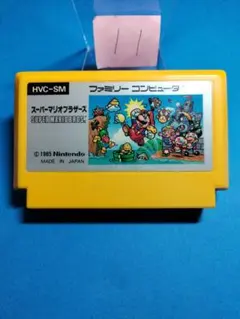 11
HVC-SM
ファミリー コンピュータ
スーパーマリオブラザーズ
SUPER MARIO BROS.
© 1985 Nintendo
MADE IN JAPAN